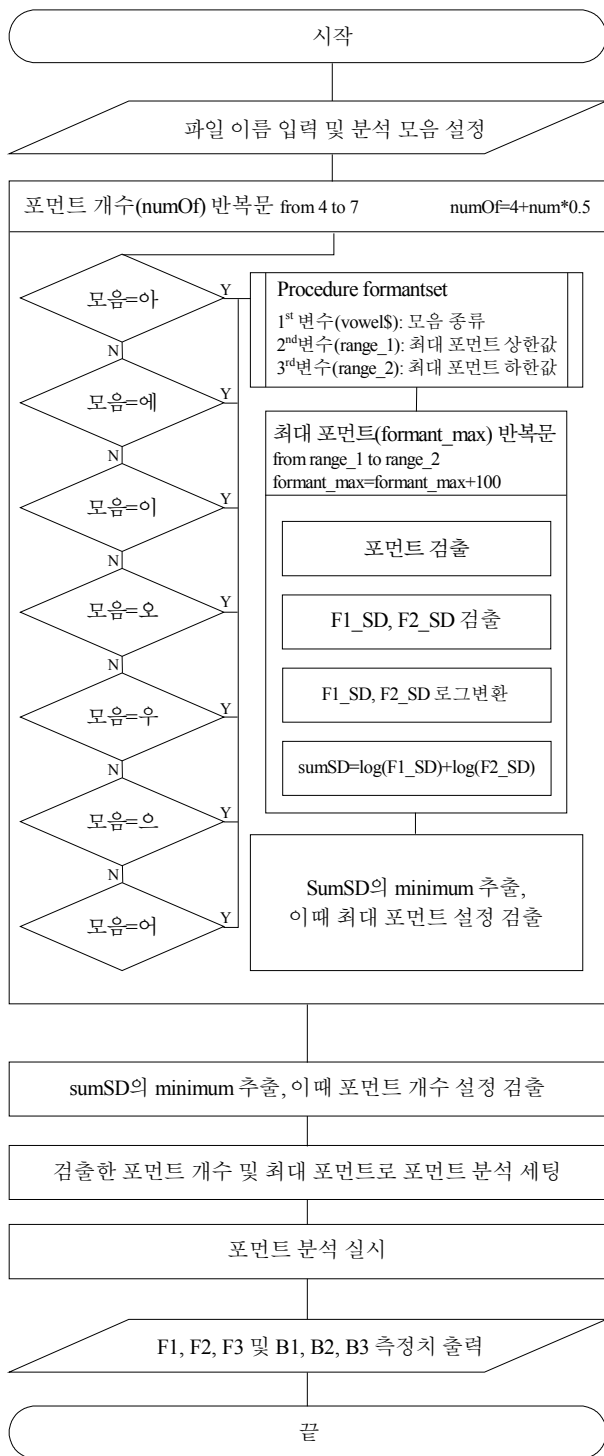 시작
파일 이름 입력 및 분석 모음 설정
포먼트 개수(numOf) 반복문 from 4 to 7 numOf=4+num*0.5
모음=아
Y
N
모음=에
Y
N
모음=이
Y
N
모음=오
Y
N
모음=우
Y
N
모음=으
Y
N
모음=어
Y
Procedure formantset
1st 변수(vowel$): 모음 종류
2nd변수(range_1): 최대 포먼트 상한값
3rd변수(range_2): 최대 포먼트 하한값
최대 포먼트(formant_max) 반복문
from range_1 to range_2
formant_max=formant_max+100
포먼트 검출
F1_SD, F2_SD 검출
F1_SD, F2_SD 로그변환
sumSD=log(F1_SD)+log(F2_SD)
SumSD의 minimum 추출,
이때 최대 포먼트 설정 검출
sumSD의 minimum 추출, 이때 포먼트 개수 설정 검출
검출한 포먼트 개수 및 최대 포먼트로 포먼트 분석 세팅
포먼트 분석 실시
F1, F2, F3 및 B1, B2, B3 측정치 출력
끝